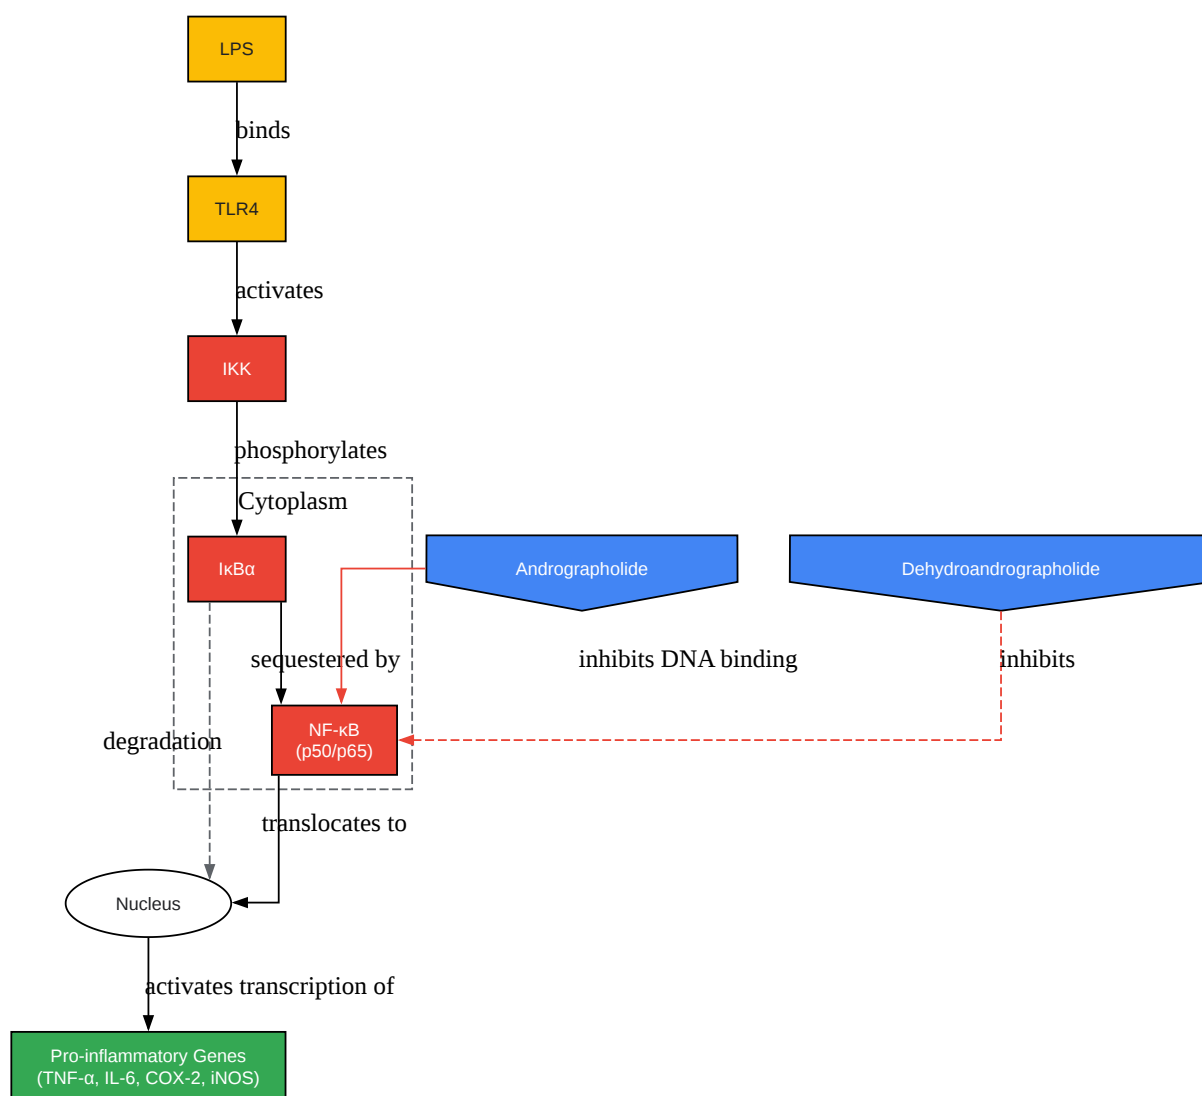 LPS
binds
TLR4
activates
IKK
phosphorylates
Cytoplasm
IκBα
Andrographolide
Dehydroandrographolide
sequestered by
inhibits DNA binding
inhibits
NF-κB
(p50/p65)
degradation
translocates to
Nucleus
activates transcription of
Pro-inflammatory Genes
(TNF-α, IL-6, COX-2, iNOS)